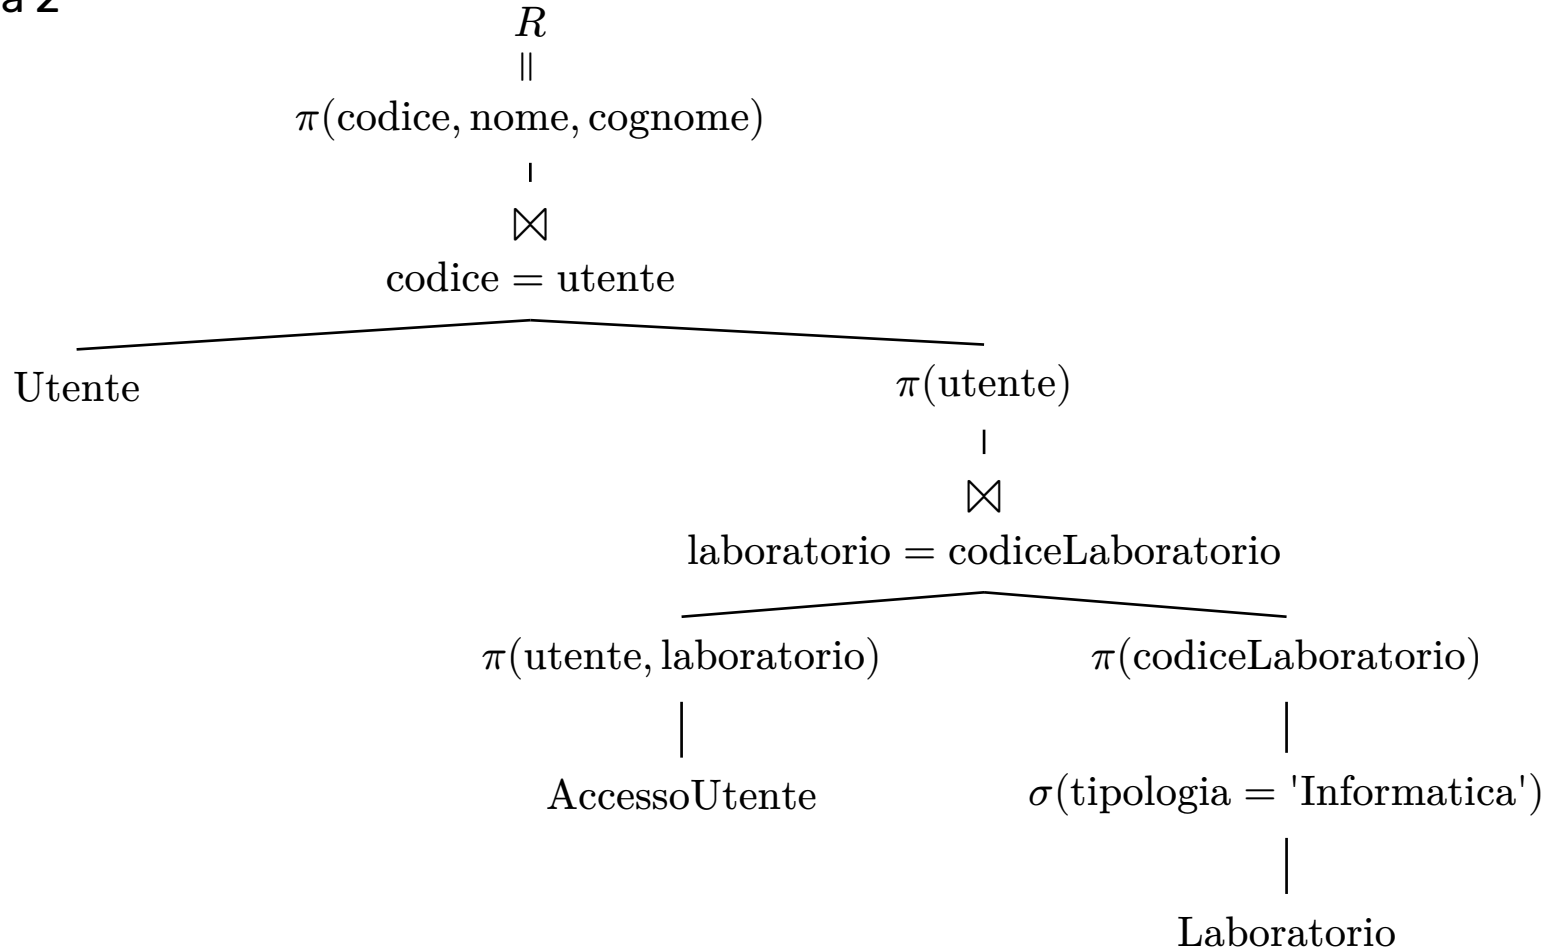 a 2
R
||
π(codice, nome, cognome)
⋈
codice = utente
Utente
π(utente)
⋈
laboratorio = codiceLaboratorio
π(utente, laboratorio)
π(codiceLaboratorio)
AccessoUtente
σ(tipologia = 'Informatica')
Laboratorio